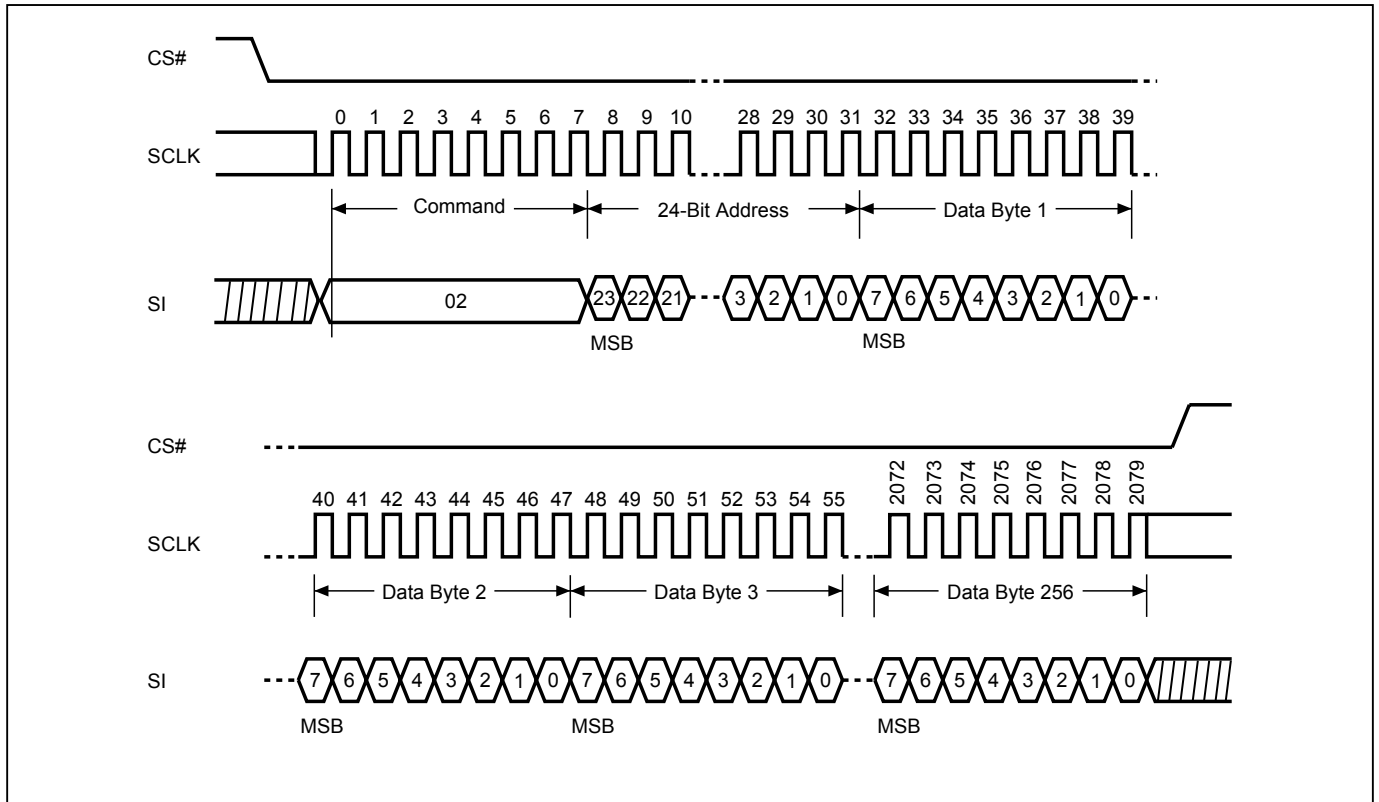 CS#
0 1 2 3 4 5 6 7 8 9 10 28 29 30 31 32 33 34 35 36 37 38 39
SCLK
Command 24-Bit Address Data Byte 1
SI 02 23 22 21 3 2 1 0 7 6 5 4 3 2 1 0
MSB MSB
CS#
40 41 42 43 44 45 46 47 48 49 50 51 52 53 54 55 2072 2073 2074 2075 2076 2077 2078 2079
SCLK
Data Byte 2 Data Byte 3 Data Byte 256
SI 7 6 5 4 3 2 1 0 7 6 5 4 3 2 1 0 7 6 5 4 3 2 1 0
MSB MSB MSB